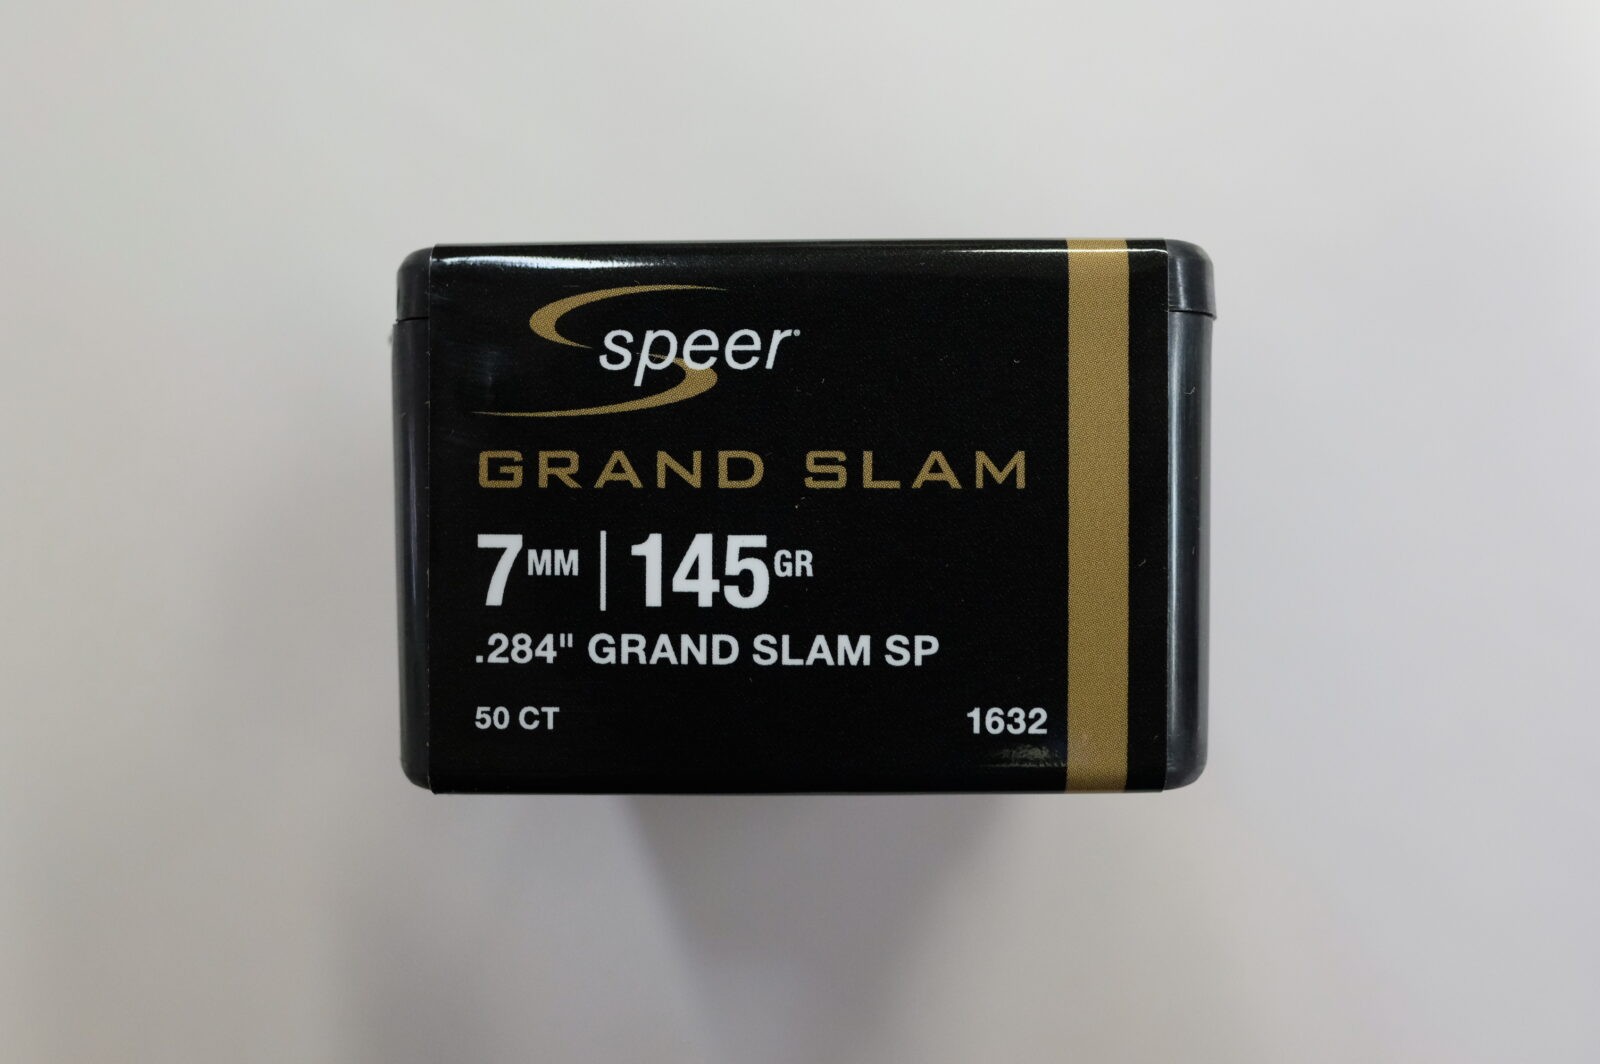 speer
GRAND SLAM
7MM | 145GR
.284" GRAND SLAM SP
50 CT 1632